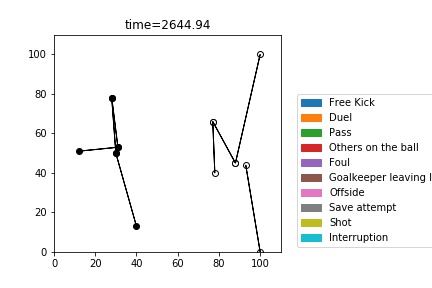 time=2644.94
100
80
60
40
20
0
0 20 40 60 80 100
Free Kick
Duel
Pass
Others on the ball
Foul
Goalkeeper leaving l
Offside
Save attempt
Shot
Interruption